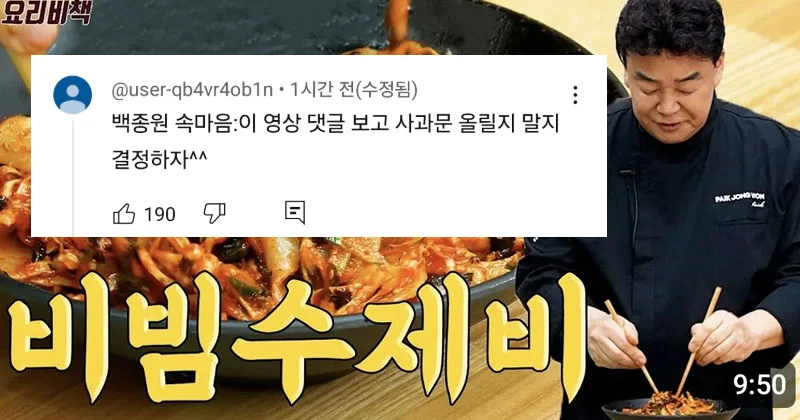 요리비책
@user-qb4vr4ob1n • 1시간 전(수정됨)
백종원 속마음:이 영상 댓글 보고 사과문 올릴지 말지
결정하자^^
190
PAIK JONG WON
비빔수제비
9:50